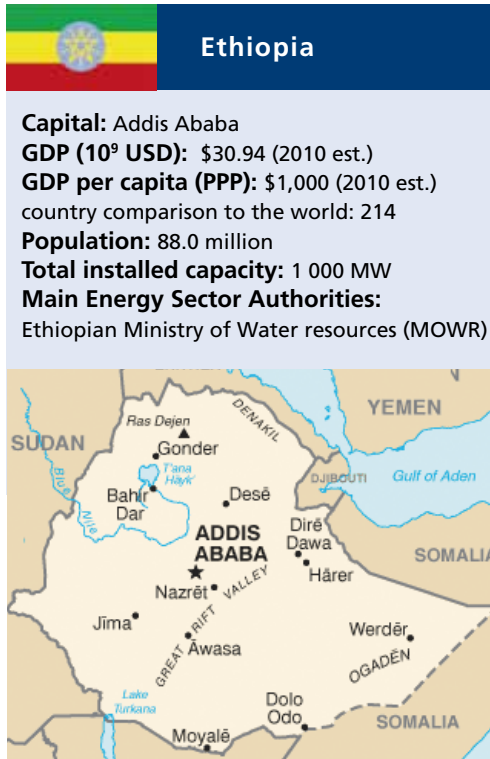 Ethiopia
Capital: Addis Ababa
GDP (10⁹ USD): $30.94 (2010 est.)
GDP per capita (PPP): $1,000 (2010 est.)
country comparison to the world: 214
Population: 88.0 million
Total installed capacity: 1 000 MW
Main Energy Sector Authorities:
Ethiopian Ministry of Water resources (MOWR)
Ras Dejen
DENAKIL
YEMEN
SUDAN
Gonder
T'ana
Hāyk'
Blue
Nile
Bahir
Dar
Desē
DJIBOUTI
Gulf of Aden
ADDIS
ABABA
Dirē
Dawa
SOMALIA
Hārer
Nazrēt
GREAT RIFT VALLEY
Jīma
Āwasa
Werdēr
OGADĒN
Lake
Turkana
Dolo
Odo
SOMALIA
Moyalē